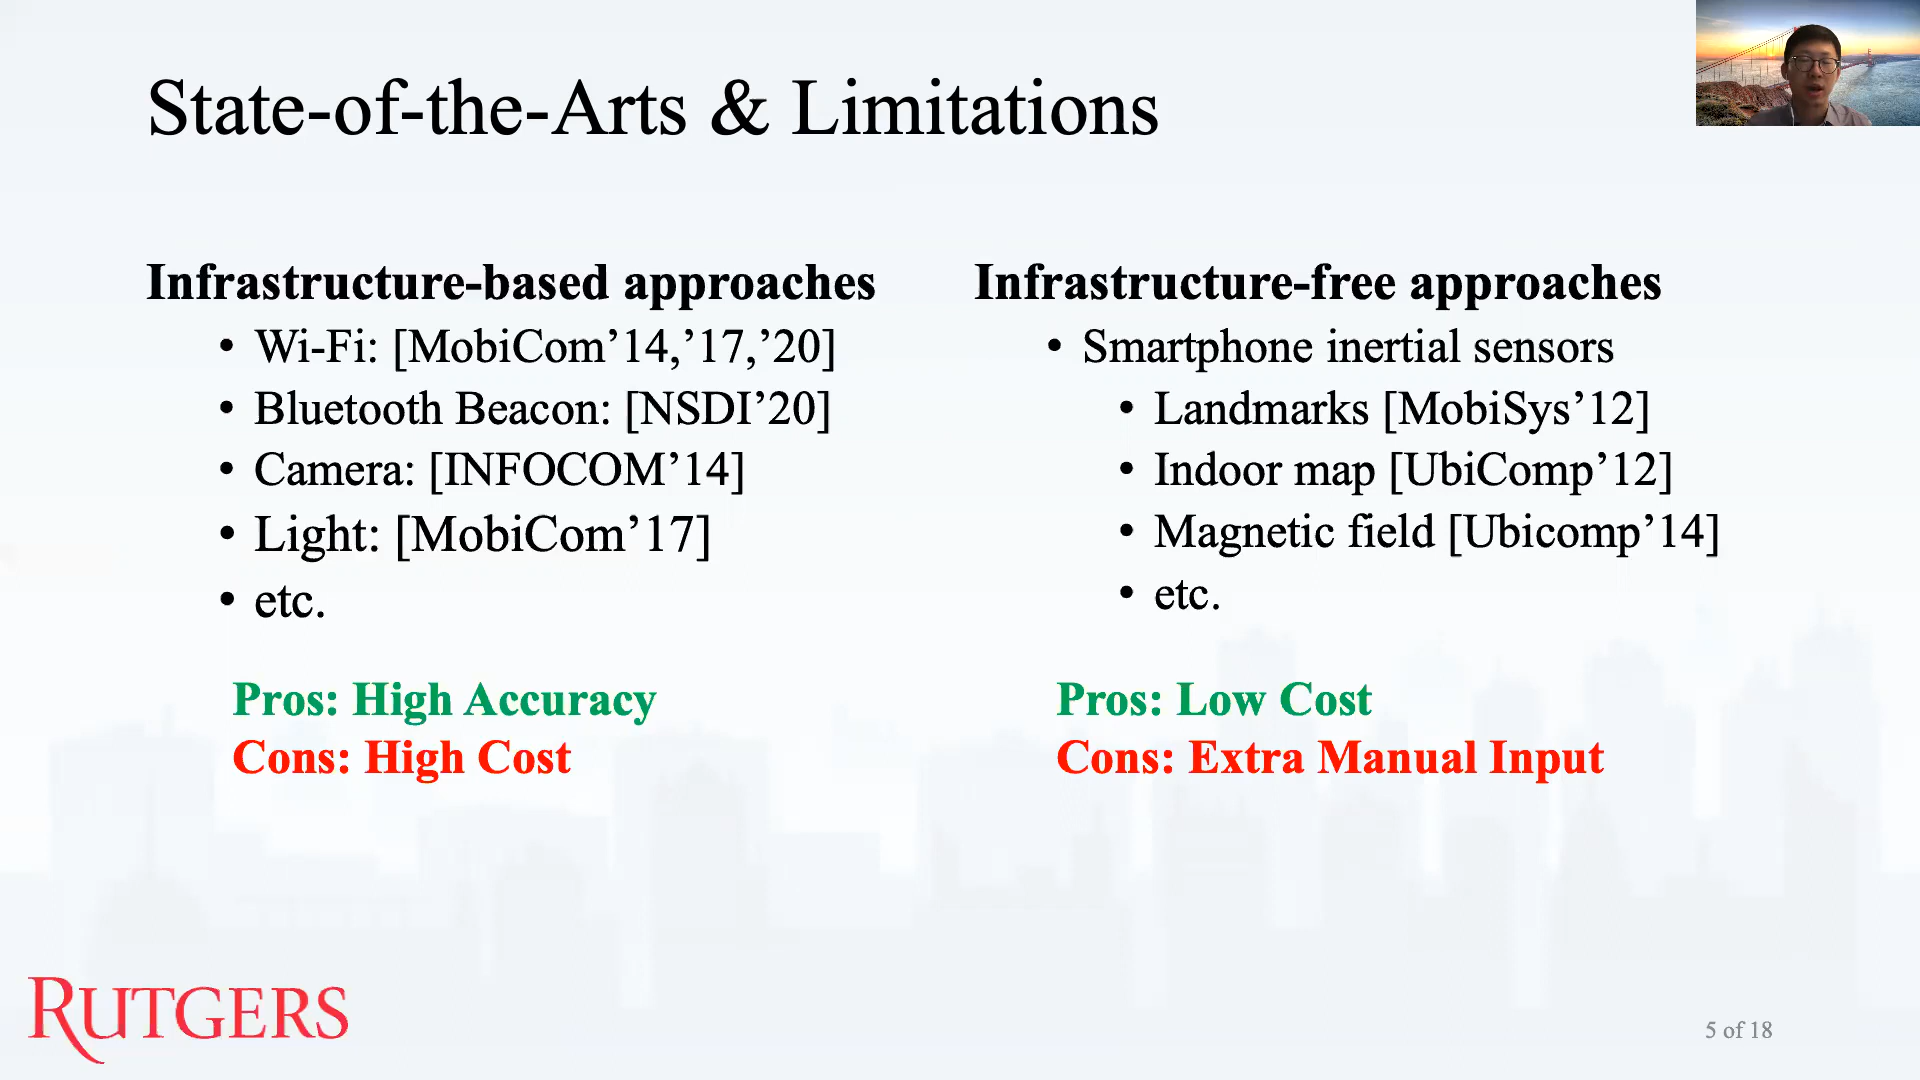 State-of-the-Arts & Limitations
Infrastructure-based approaches
• Wi-Fi: [MobiCom’14,’17,’20]
• Bluetooth Beacon: [NSDI’20]
• Camera: [INFOCOM’14]
• Light: [MobiCom’17]
• etc.
Pros: High Accuracy
Cons: High Cost
Infrastructure-free approaches
• Smartphone inertial sensors
• Landmarks [MobiSys’12]
• Indoor map [UbiComp’12]
• Magnetic field [Ubicomp’14]
• etc.
Pros: Low Cost
Cons: Extra Manual Input
RUTGERS
5 of 18